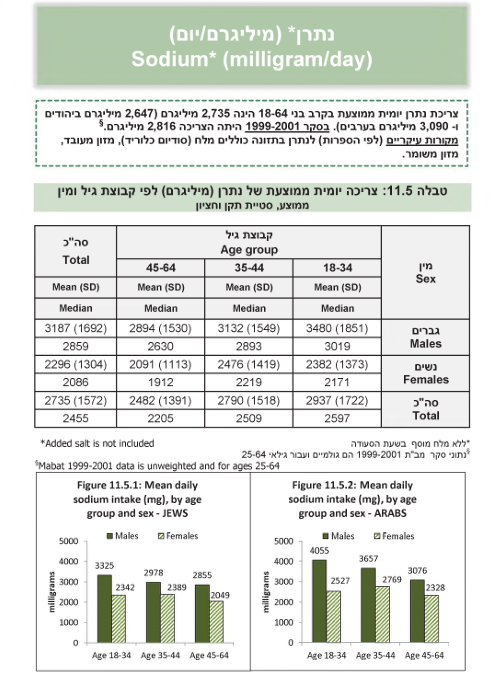 נתרן* (מיליגרם/יום)
Sodium* (milligram/day)
צריכת נתרן יומית ממוצעת בקרב בני 18-64 הינה 2,735 מיליגרם (2,647 מיליגרם ביהודים
ו- 3,090 מיליגרם בערבים). בסקר 1999-2001 היתה הצריכה 2,816 מיליגרם.§
מקורות עיקריים (לפי הספרות) לנתרן בתזונה כוללים מלח (סודיום כלוריד), מזון מעובד,
מזון משומר.
טבלה 11.5: צריכה יומית ממוצעת של נתרן (מיליגרם) לפי קבוצת גיל ומין
ממוצע, סטיית תקן וחציון
סה"כ
Total
קבוצת גיל
Age group
מין
Sex
45-64 35-44 18-34
Mean (SD) Mean (SD) Mean (SD) Mean (SD)
Median Median Median Median
3187 (1692) 2894 (1530) 3132 (1549) 3480 (1851) גברים
2859 2630 2893 3019 Males
2296 (1304) 2091 (1113) 2476 (1419) 2382 (1373) נשים
2086 1912 2219 2171 Females
2735 (1572) 2482 (1391) 2790 (1518) 2937 (1722) סה"כ
2455 2205 2509 2597 Total
*Added salt is not included
*ללא מלח מוסף בשעת הסעודה
§נתוני סקר מב"ת 1999-2001 הם גולמיים ועבור גילאי 25-64
§Mabat 1999-2001 data is unweighted and for ages 25-64
Figure 11.5.1: Mean daily
sodium intake (mg), by age
group and sex - JEWS
Males Females
milligrams
5000
4000
3000
2000
1000
0
3325 2342 2978 2389 2855 2049
Age 18-34 Age 35-44 Age 45-64
Figure 11.5.2: Mean daily
sodium intake (mg), by age
group and sex - ARABS
Males Females
milligrams
5000
4000
3000
2000
1000
0
4055 2527 3657 2769 3076 2328
Age 18-34 Age 35-44 Age 45-64